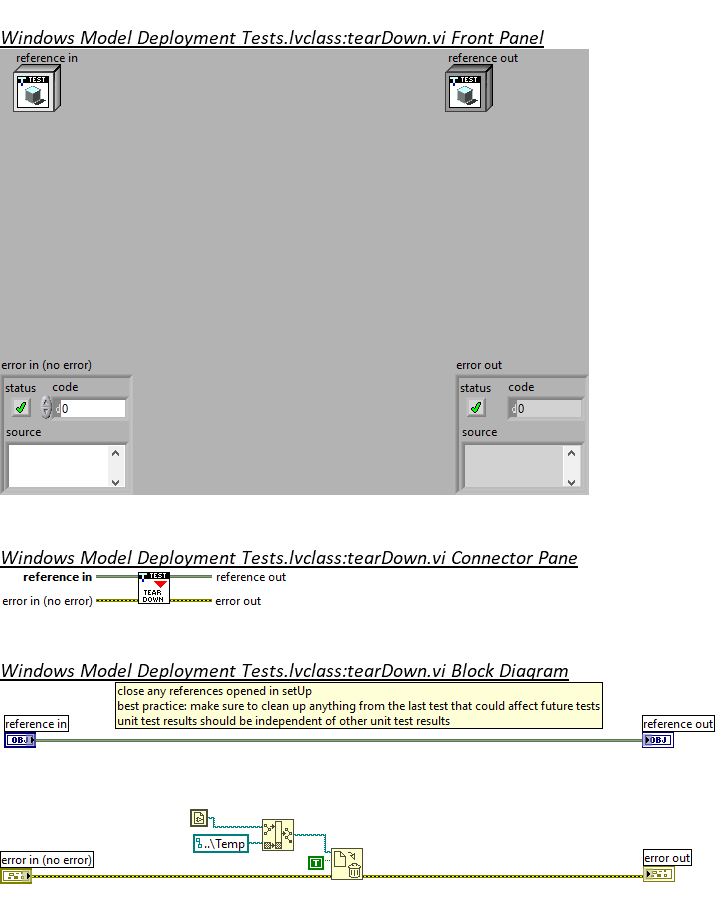 Windows Model Deployment Tests.lvclass:tearDown.vi Front Panel
reference in
reference out
TEST
TEST
error in (no error)
error out
status code
status code
d 0
d 0
source
source
Windows Model Deployment Tests.lvclass:tearDown.vi Connector Pane
reference in
TEST
reference out
TEAR
error in (no error)
DOWN
error out
Windows Model Deployment Tests.lvclass:tearDown.vi Block Diagram
close any references opened in setUp
best practice: make sure to clean up anything from the last test that could affect future tests
unit test results should be independent of other unit test results
reference in
reference out
OBJ
OBJ
..\Temp
T
error in (no error)
error out